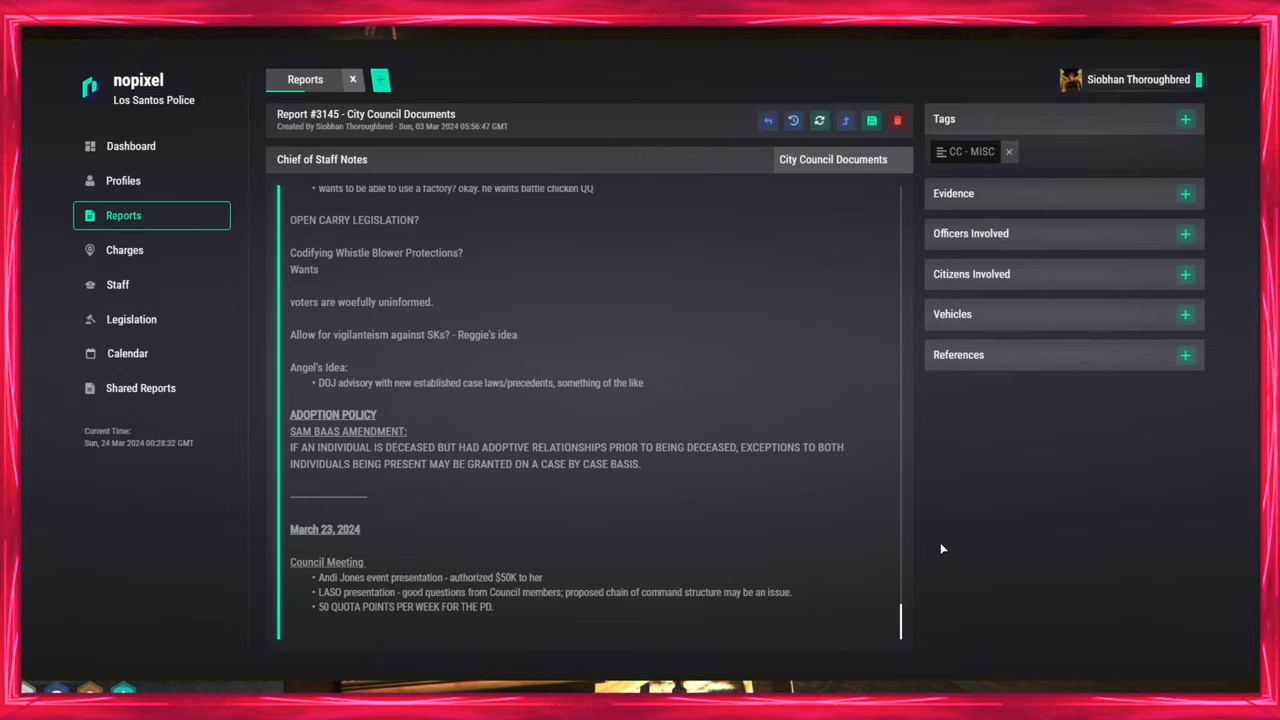 nopixel
Los Santos Police
Dashboard
Profiles
Reports
Charges
Staff
Legislation
Calendar
Shared Reports
Current Time:
Sun, 24 Mar 2024 00:28:32 GMT
Reports x +
Report #3145 - City Council Documents
Created By Siobhan Thoroughbred - Sun, 03 Mar 2024 05:56:47 GMT
Chief of Staff Notes
City Council Documents
• wants to be able to use a factory? okay. he wants battle chicken QQ
OPEN CARRY LEGISLATION?
Codifying Whistle Blower Protections?
Wants
voters are woefully uninformed.
Allow for vigilanteism against SKs? - Reggie's idea
Angel's Idea:
• DOJ advisory with new established case laws/precedents, something of the like
ADOPTION POLICY
SAM BAAS AMENDMENT:
IF AN INDIVIDUAL IS DECEASED BUT HAD ADOPTIVE RELATIONSHIPS PRIOR TO BEING DECEASED, EXCEPTIONS TO BOTH
INDIVIDUALS BEING PRESENT MAY BE GRANTED ON A CASE BY CASE BASIS.
____________________
March 23, 2024
Council Meeting
• Andi Jones event presentation - authorized $50K to her
• LASO presentation - good questions from Council members; proposed chain of command structure may be an issue.
• 50 QUOTA POINTS PER WEEK FOR THE PD.
Siobhan Thoroughbred
Tags +
CC - MISC x
Evidence +
Officers Involved +
Citizens Involved +
Vehicles +
References +